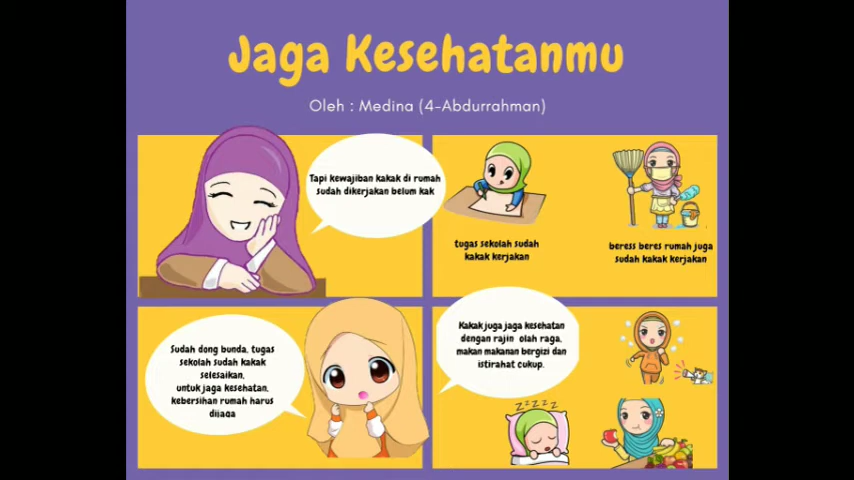 Jaga Kesehatanmu
Oleh : Medina (4-Abdurrahman)
Tapi kewajiban kakak di rumah
sudah dikerjakan belum kak
tugas sekolah sudah
kakak kerjakan
beress beres rumah juga
sudah kakak kerjakan
Sudah dong bunda, tugas
sekolah sudah kakak
selesaikan,
untuk jaga kesehatan,
kebersihan rumah harus
dijaga
Kakak juga jaga kesehatan
dengan rajin olah raga,
makan makanan bergizi dan
istirahat cukup.
ZZZZZ